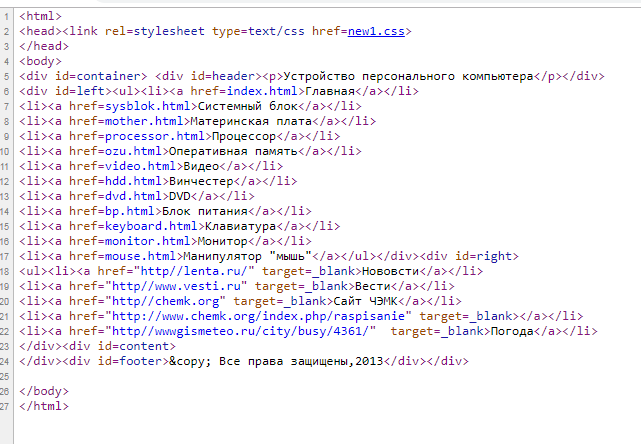 1 <html>
2 <head><link rel=stylesheet type=text/css href=new1.css>
3 </head>
4 <body>
5 <div id=container> <div id=header><p>Устройство персонального компьютера</p></div>
6 <div id=left><ul><li><a href=index.html>Главная</a></li>
7 <li><a href=sysblok.html>Системный блок</a></li>
8 <li><a href=mother.html>Материнская плата</a></li>
9 <li><a href=processor.html>Процессор</a></li>
10 <li><a href=ozu.html>Оперативная память</a></li>
11 <li><a href=video.html>Видео</a></li>
12 <li><a href=hdd.html>Винчестер</a></li>
13 <li><a href=dvd.html>DVD</a></li>
14 <li><a href=bp.html>Блок питания</a></li>
15 <li><a href=keyboard.html>Клавиатура</a></li>
16 <li><a href=monitor.html>Монитор</a></li>
17 <li><a href=mouse.html>Манипулятор "мышь"</a></ul></div><div id=right>
18 <ul><li><a href="http//lenta.ru/" target=_blank>Нововсти</a></li>
19 <li><a href="http//www.vesti.ru" target=_blank>Вести</a></li>
20 <li><a href="http//chemk.org" target=_blank>Сайт ЧЭМК</a></li>
21 <li><a href="http://www.chemk.org/index.php/raspisanie" target=_blank></a></li>
22 <li><a href="http//wwwgismeteo.ru/city/busy/4361/"  target=_blank>Погода</a></li>
23 </div><div id=content>
24 </div><div id=footer>&copy; Все права защищены,2013</div></div>
25
26 </body>
27 </html>